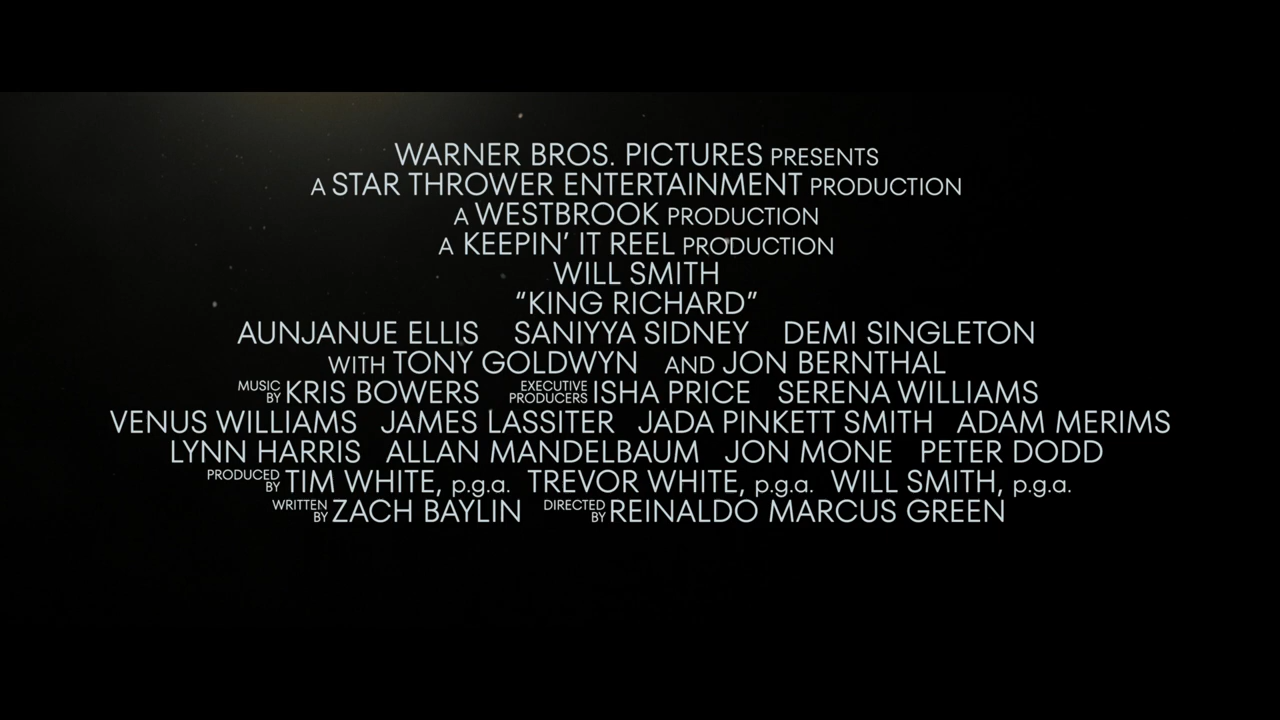 WARNER BROS. PICTURES PRESENTS
A STAR THROWER ENTERTAINMENT PRODUCTION
A WESTBROOK PRODUCTION
A KEEPIN’ IT REEL PRODUCTION
WILL SMITH
“KING RICHARD”
AUNJANUE ELLIS SANIYYA SIDNEY DEMI SINGLETON
WITH TONY GOLDWYN AND JON BERNTHAL
MUSIC BY KRIS BOWERS EXECUTIVE PRODUCERS ISHA PRICE SERENA WILLIAMS
VENUS WILLIAMS JAMES LASSITER JADA PINKETT SMITH ADAM MERIMS
LYNN HARRIS ALLAN MANDELBAUM JON MONE PETER DODD
PRODUCED BY TIM WHITE, p.g.a. TREVOR WHITE, p.g.a. WILL SMITH, p.g.a.
WRITTEN BY ZACH BAYLIN DIRECTED BY REINALDO MARCUS GREEN